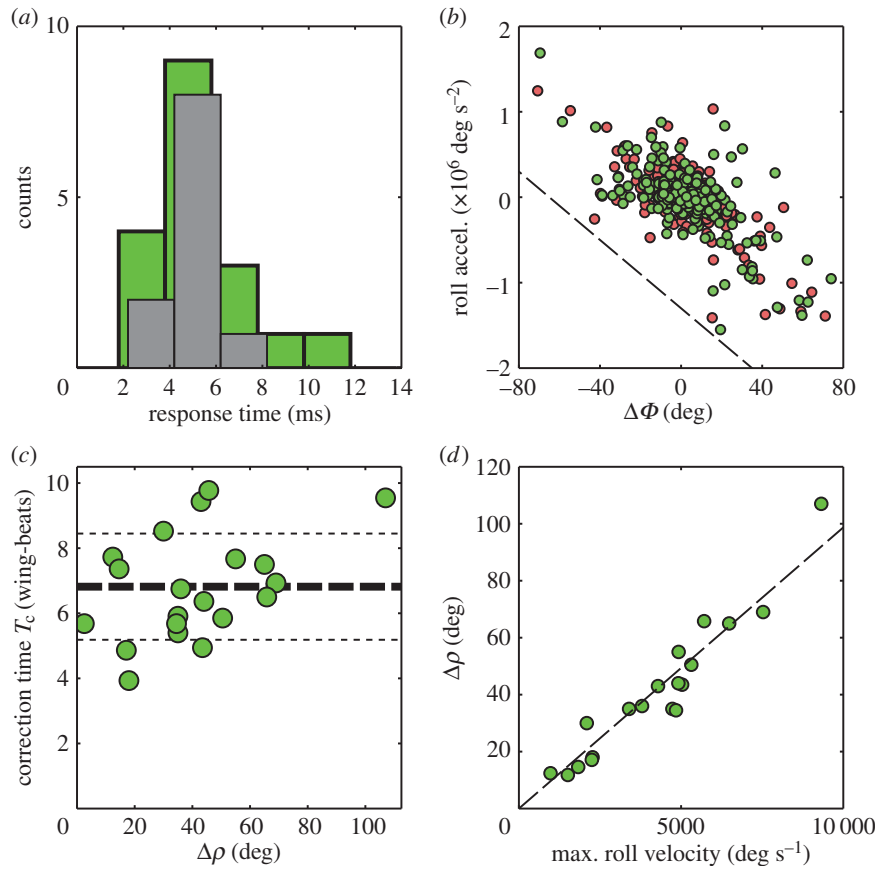 (a)
10
5
0
2 4 6 8 10 12 14
counts
response time (ms)
(b)
2
1
0
−1
−2
−80 −40 0 40 80
roll accel. (×10⁶ deg s⁻²)
ΔΦ (deg)
(c)
10
8
6
4
2
0
20 40 60 80 100
correction time Tc (wing-beats)
Δρ (deg)
(d)
120
100
80
60
40
20
0
5000 10 000
Δρ (deg)
max. roll velocity (deg s⁻¹)